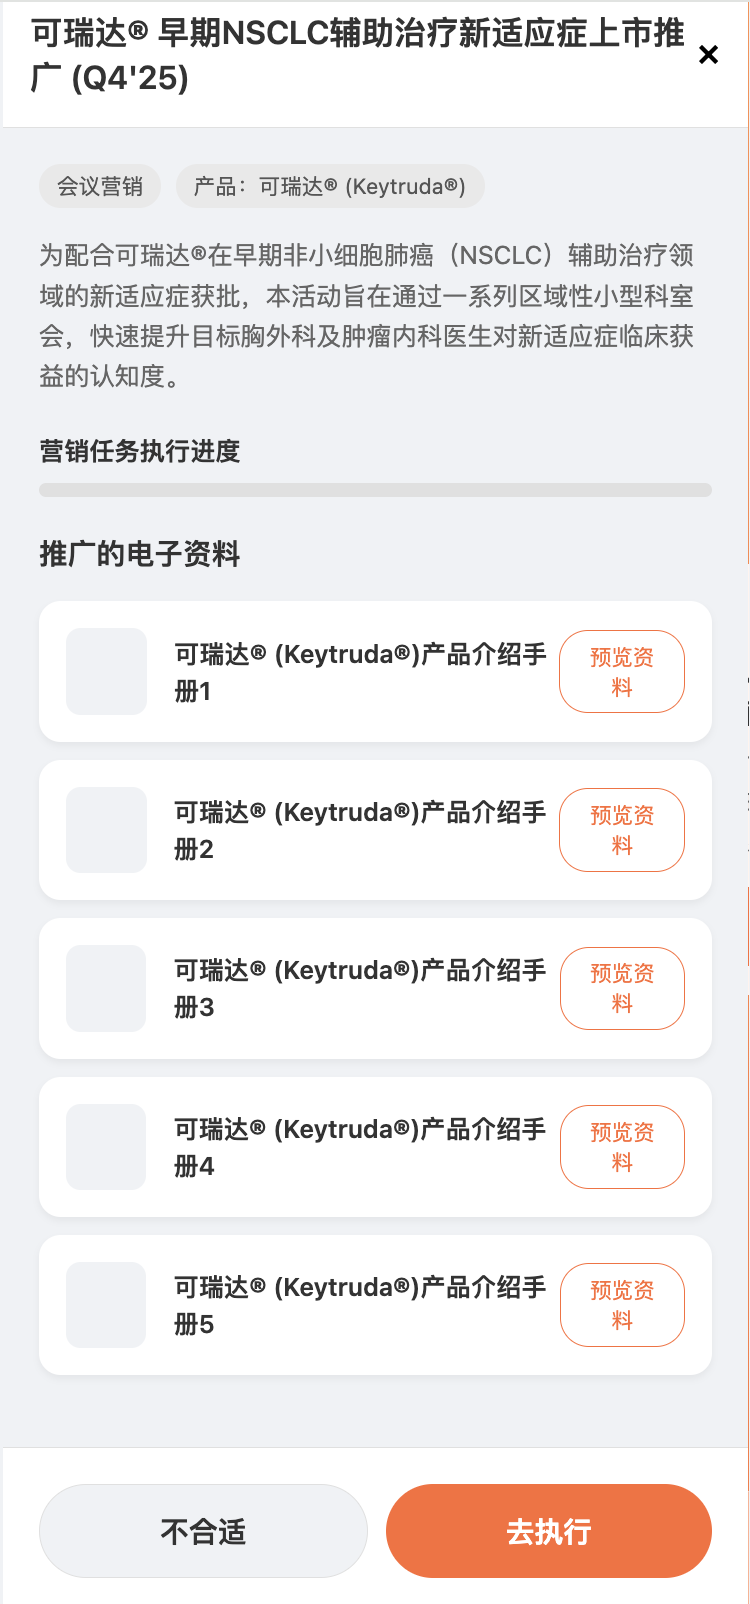 可瑞达® 早期NSCLC辅助治疗新适应症上市推
广 (Q4'25)
会议营销
产品：可瑞达® (Keytruda®)
为配合可瑞达®在早期非小细胞肺癌（NSCLC）辅助治疗领
域的新适应症获批，本活动旨在通过一系列区域性小型科室
会，快速提升目标胸外科及肿瘤内科医生对新适应症临床获
益的认知度。
营销任务执行进度
推广的电子资料
可瑞达® (Keytruda®)产品介绍手
册1
预览资
料
可瑞达® (Keytruda®)产品介绍手
册2
预览资
料
可瑞达® (Keytruda®)产品介绍手
册3
预览资
料
可瑞达® (Keytruda®)产品介绍手
册4
预览资
料
可瑞达® (Keytruda®)产品介绍手
册5
预览资
料
不合适
去执行